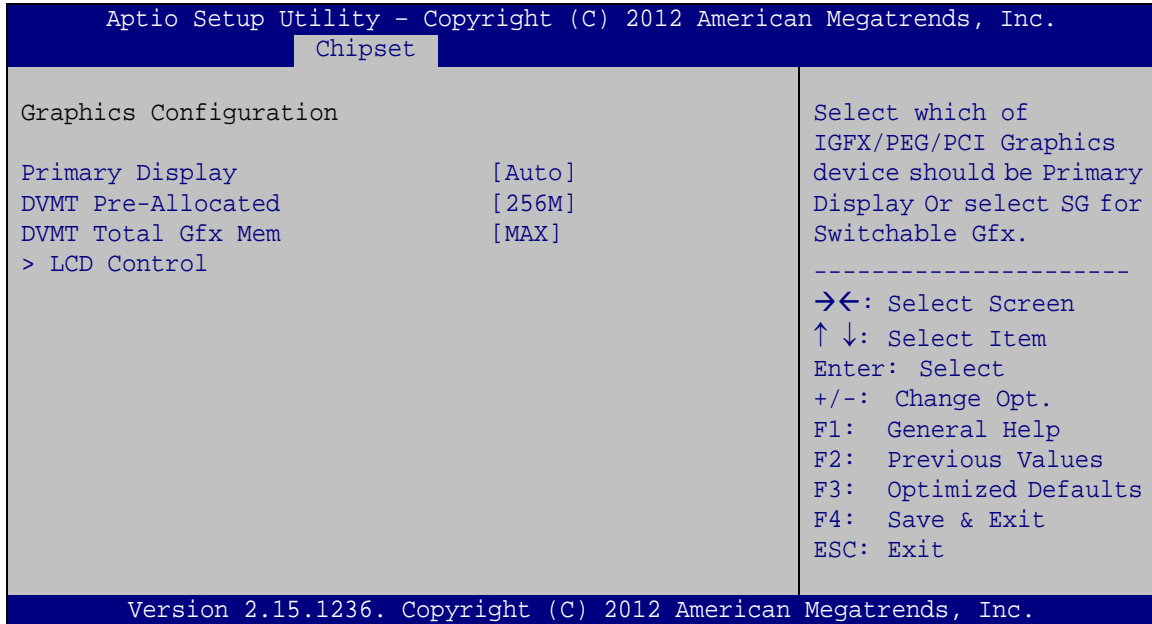 Aptio Setup Utility – Copyright (C) 2012 American Megatrends, Inc.
Chipset
Graphics Configuration
Primary Display [Auto]
DVMT Pre-Allocated [256M]
DVMT Total Gfx Mem [MAX]
> LCD Control
Select which of
IGFX/PEG/PCI Graphics
device should be Primary
Display Or select SG for
Switchable Gfx.
----------------------
→←: Select Screen
↑ ↓: Select Item
Enter: Select
+/-: Change Opt.
F1: General Help
F2: Previous Values
F3: Optimized Defaults
F4: Save & Exit
ESC: Exit
Version 2.15.1236. Copyright (C) 2012 American Megatrends, Inc.